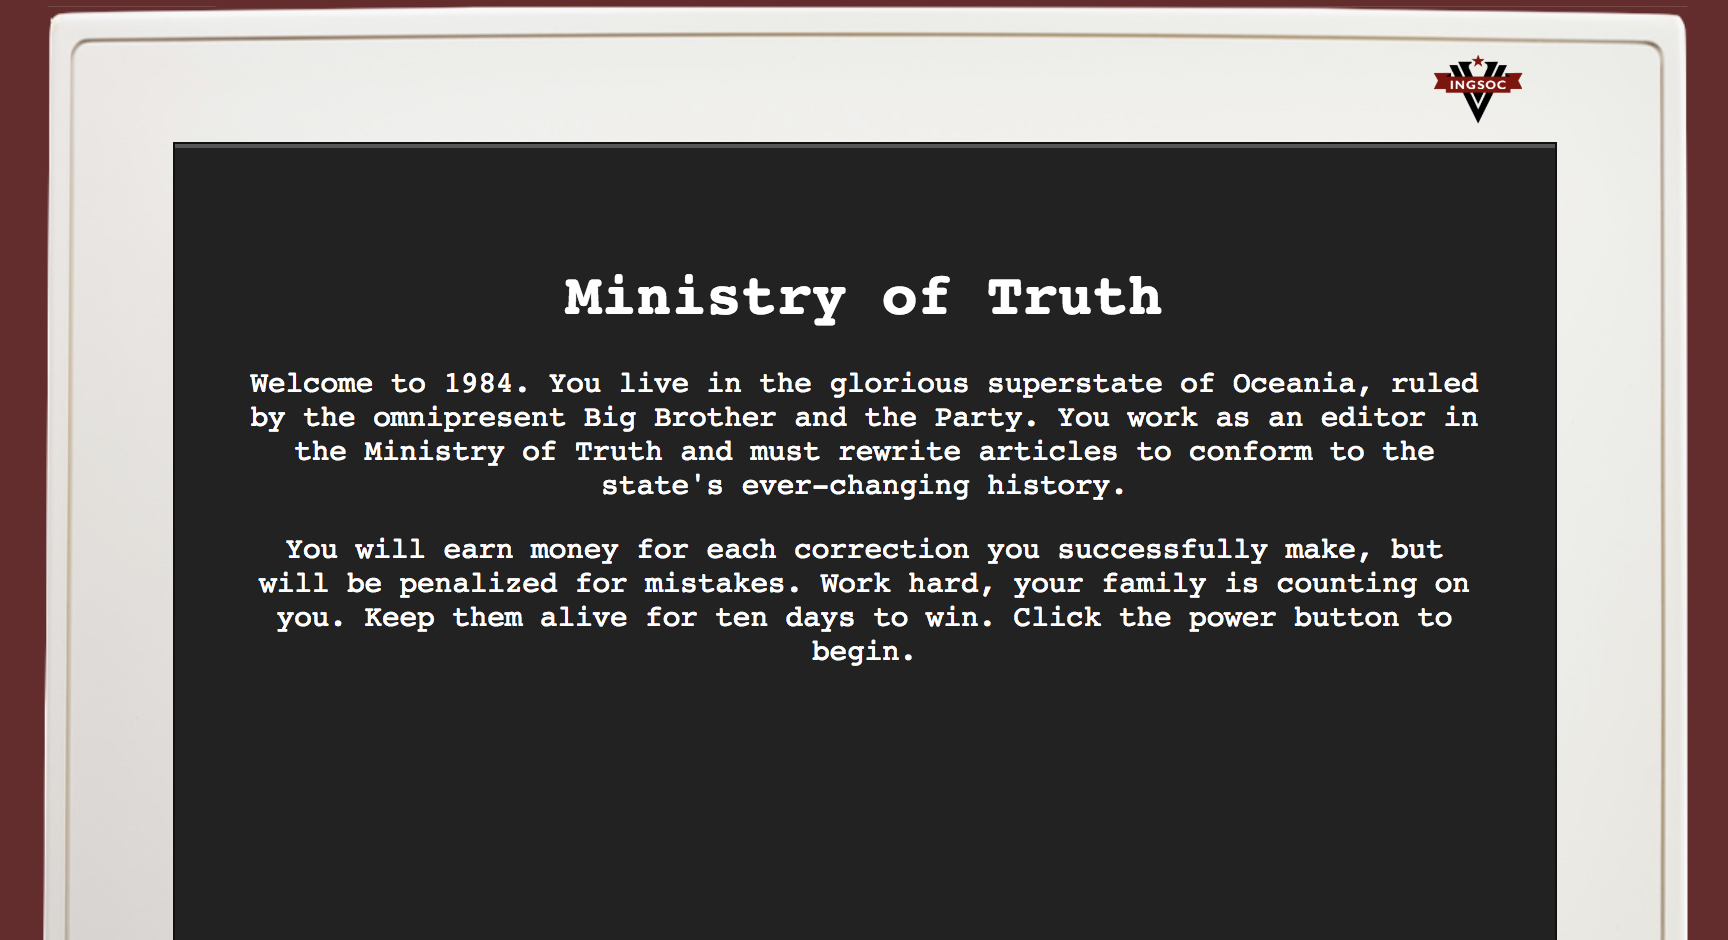 INGSOC
Ministry of Truth
Welcome to 1984. You live in the glorious superstate of Oceania, ruled
by the omnipresent Big Brother and the Party. You work as an editor in
the Ministry of Truth and must rewrite articles to conform to the
state's ever-changing history.
You will earn money for each correction you successfully make, but
will be penalized for mistakes. Work hard, your family is counting on
you. Keep them alive for ten days to win. Click the power button to
begin.